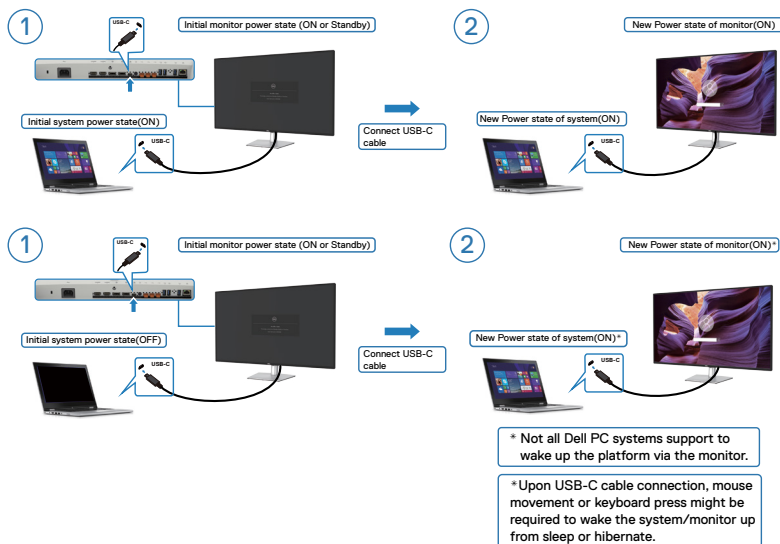 1
USB-C
Initial monitor power state (ON or Standby)
Initial system power state(ON)
USB-C
Connect USB-C
cable
2
New Power state of monitor(ON)
New Power state of system(ON)
USB-C
1
USB-C
Initial monitor power state (ON or Standby)
Initial system power state(OFF)
USB-C
Connect USB-C
cable
2
New Power state of monitor(ON)*
New Power state of system(ON)*
USB-C
* Not all Dell PC systems support to
wake up the platform via the monitor.
*Upon USB-C cable connection, mouse
movement or keyboard press might be
required to wake the system/monitor up
from sleep or hibernate.